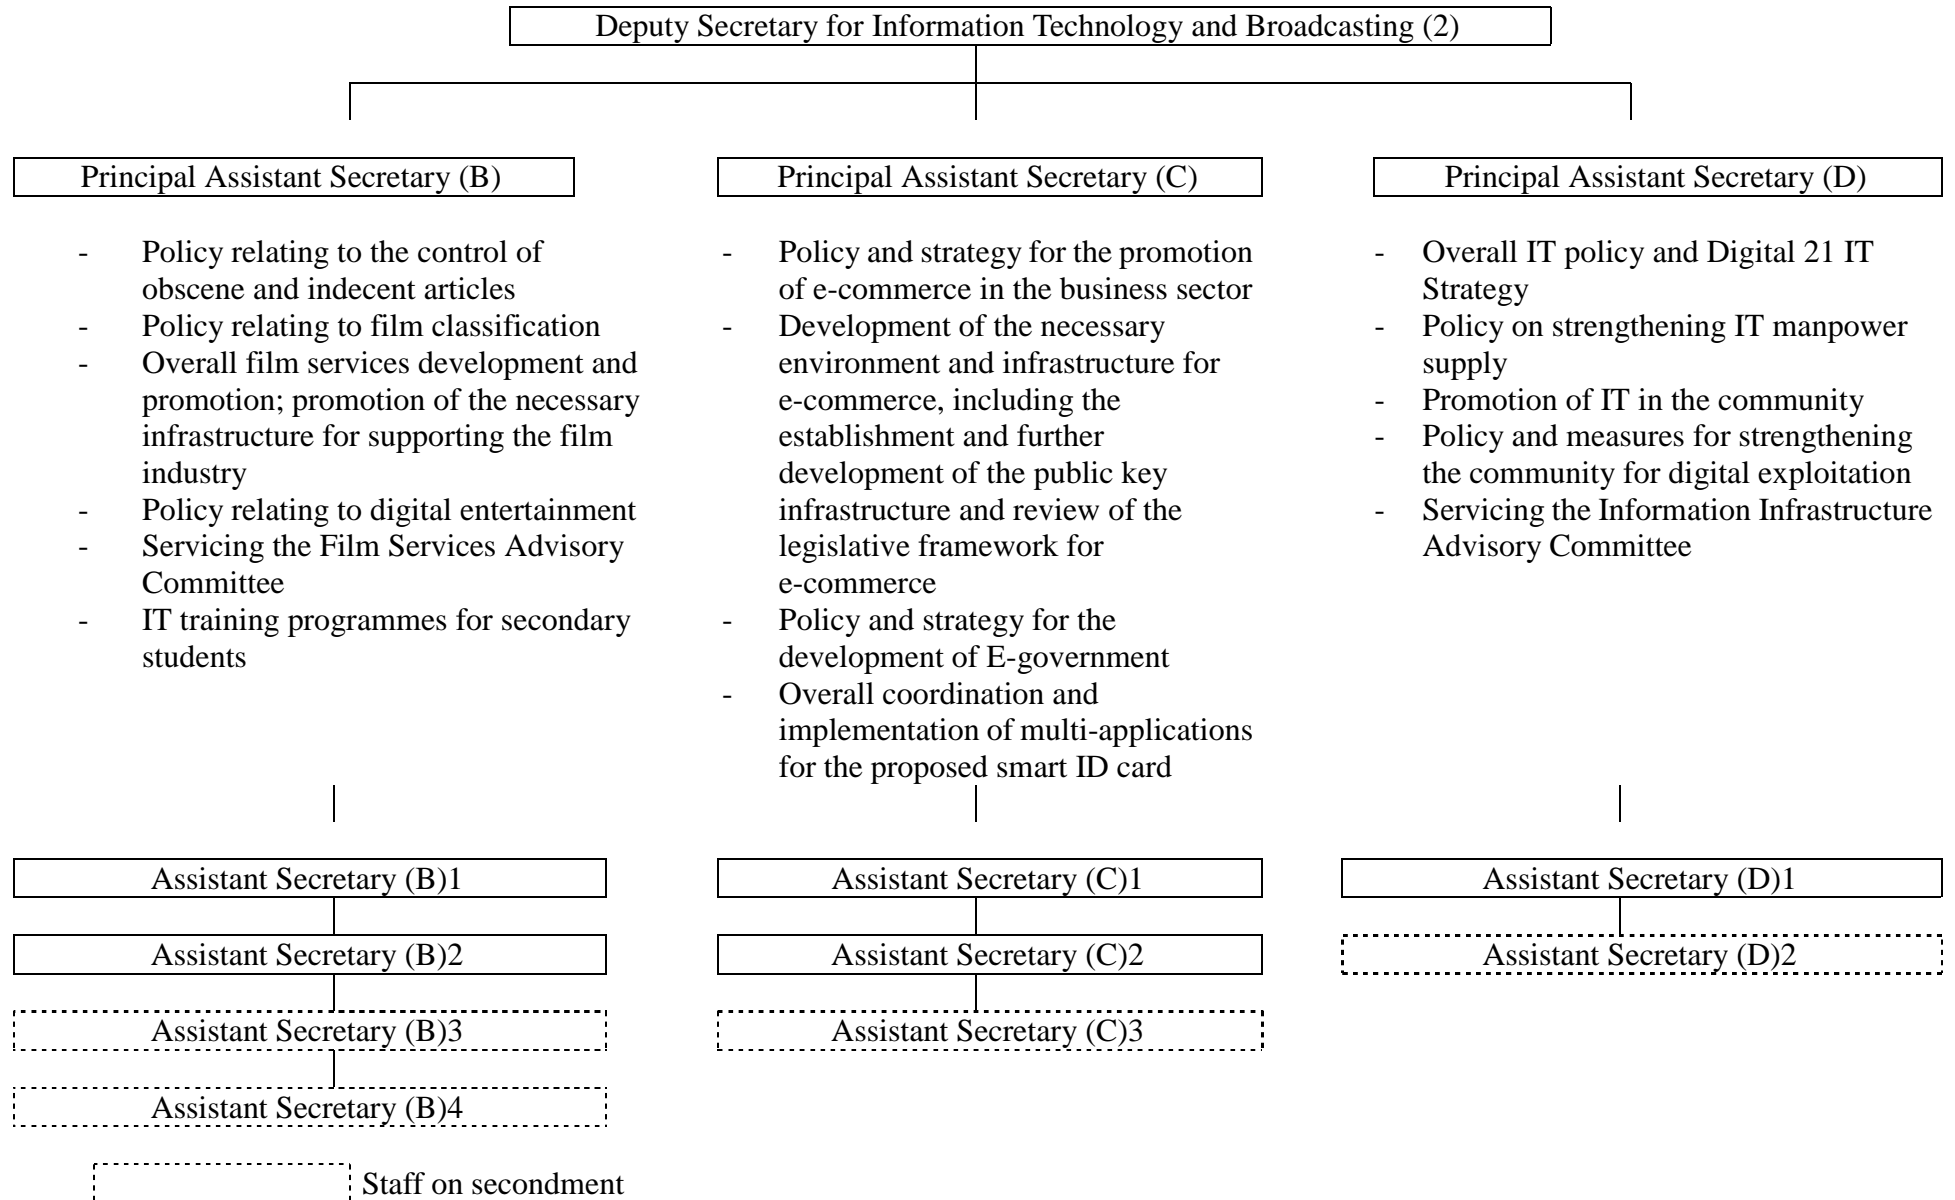 Deputy Secretary for Information Technology and Broadcasting (2)
Principal Assistant Secretary (B)
- Policy relating to the control of
obscene and indecent articles
- Policy relating to film classification
- Overall film services development and
promotion; promotion of the necessary
infrastructure for supporting the film
industry
- Policy relating to digital entertainment
- Servicing the Film Services Advisory
Committee
- IT training programmes for secondary
students
Principal Assistant Secretary (C)
- Policy and strategy for the promotion
of e-commerce in the business sector
- Development of the necessary
environment and infrastructure for
e-commerce, including the
establishment and further
development of the public key
infrastructure and review of the
legislative framework for
e-commerce
- Policy and strategy for the
development of E-government
- Overall coordination and
implementation of multi-applications
for the proposed smart ID card
Principal Assistant Secretary (D)
- Overall IT policy and Digital 21 IT
Strategy
- Policy on strengthening IT manpower
supply
- Promotion of IT in the community
- Policy and measures for strengthening
the community for digital exploitation
- Servicing the Information Infrastructure
Advisory Committee
Assistant Secretary (B)1
Assistant Secretary (B)2
Assistant Secretary (B)3
Assistant Secretary (B)4
Assistant Secretary (C)1
Assistant Secretary (C)2
Assistant Secretary (C)3
Assistant Secretary (D)1
Assistant Secretary (D)2
Staff on secondment